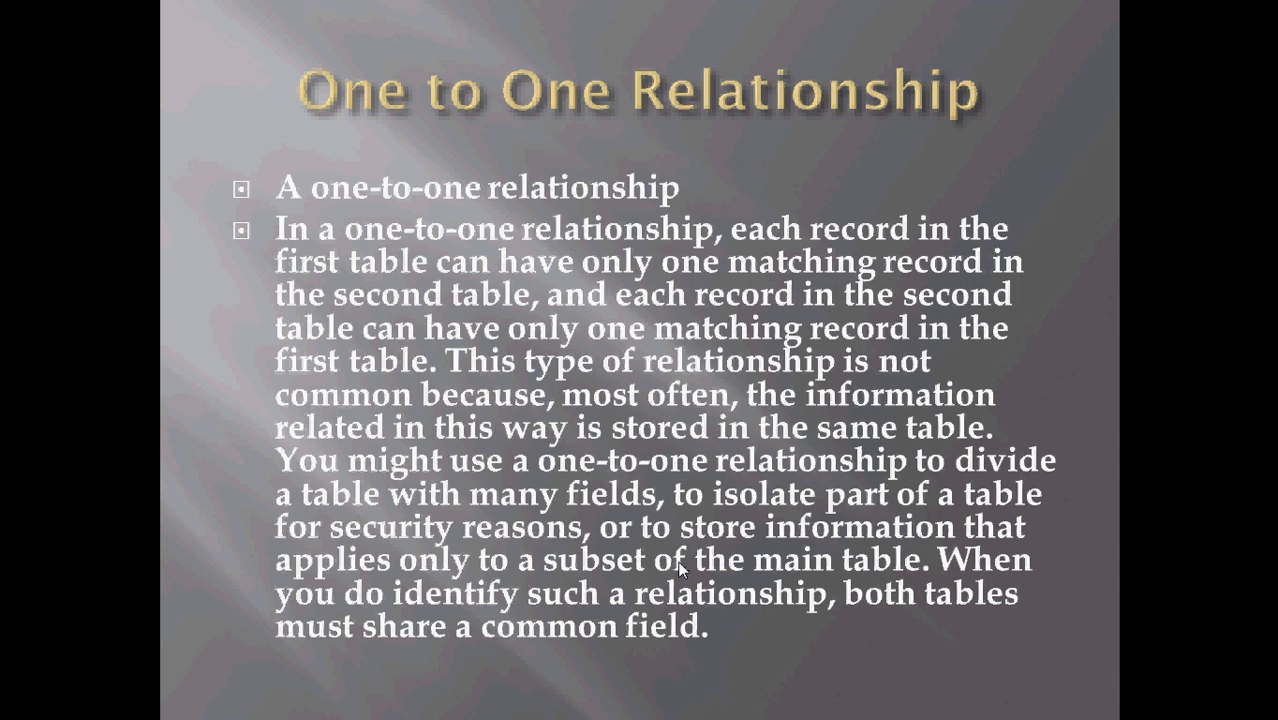 One to One Relationship
A one-to-one relationship
In a one-to-one relationship, each record in the
first table can have only one matching record in
the second table, and each record in the second
table can have only one matching record in the
first table. This type of relationship is not
common because, most often, the information
related in this way is stored in the same table.
You might use a one-to-one relationship to divide
a table with many fields, to isolate part of a table
for security reasons, or to store information that
applies only to a subset of the main table. When
you do identify such a relationship, both tables
must share a common field.